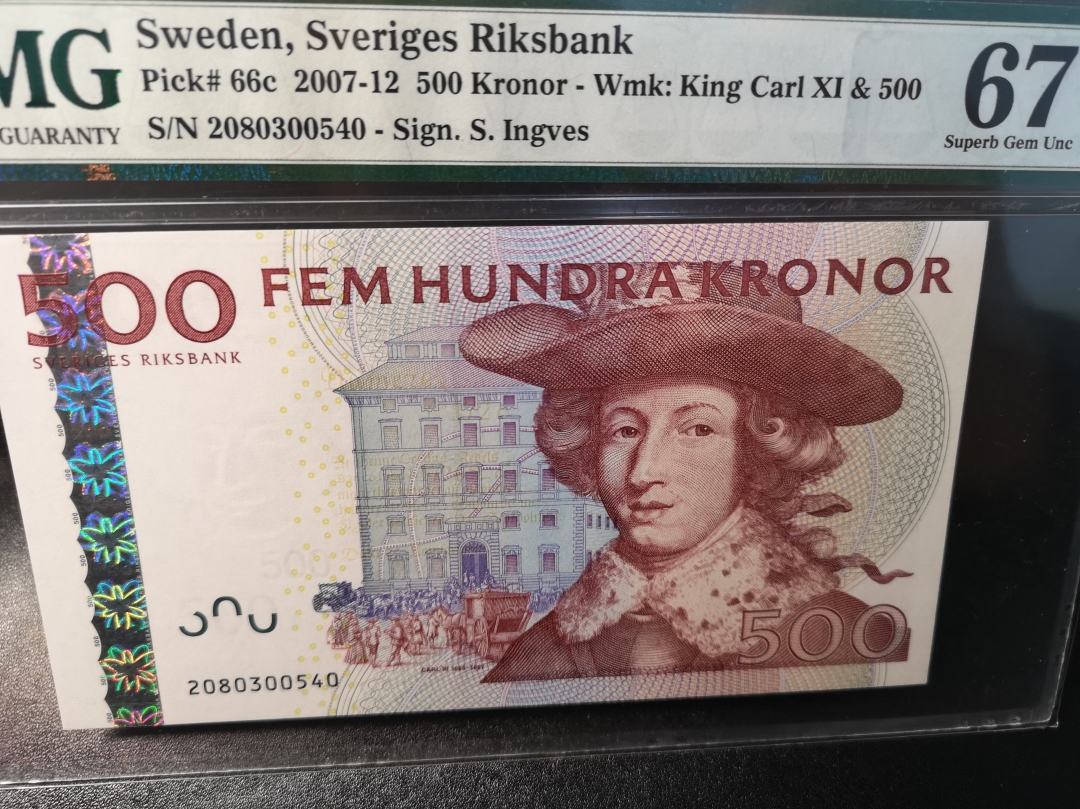 MG
GUARANTY
Sweden, Sveriges Riksbank
Pick# 66c 2007-12 500 Kronor - Wmk: King Carl XI & 500
S/N 2080300540 - Sign. S. Ingves
67
Superb Gem Unc
500 FEM HUNDRA KRONOR
SVERIGES RIKSBANK
500
500
2080300540